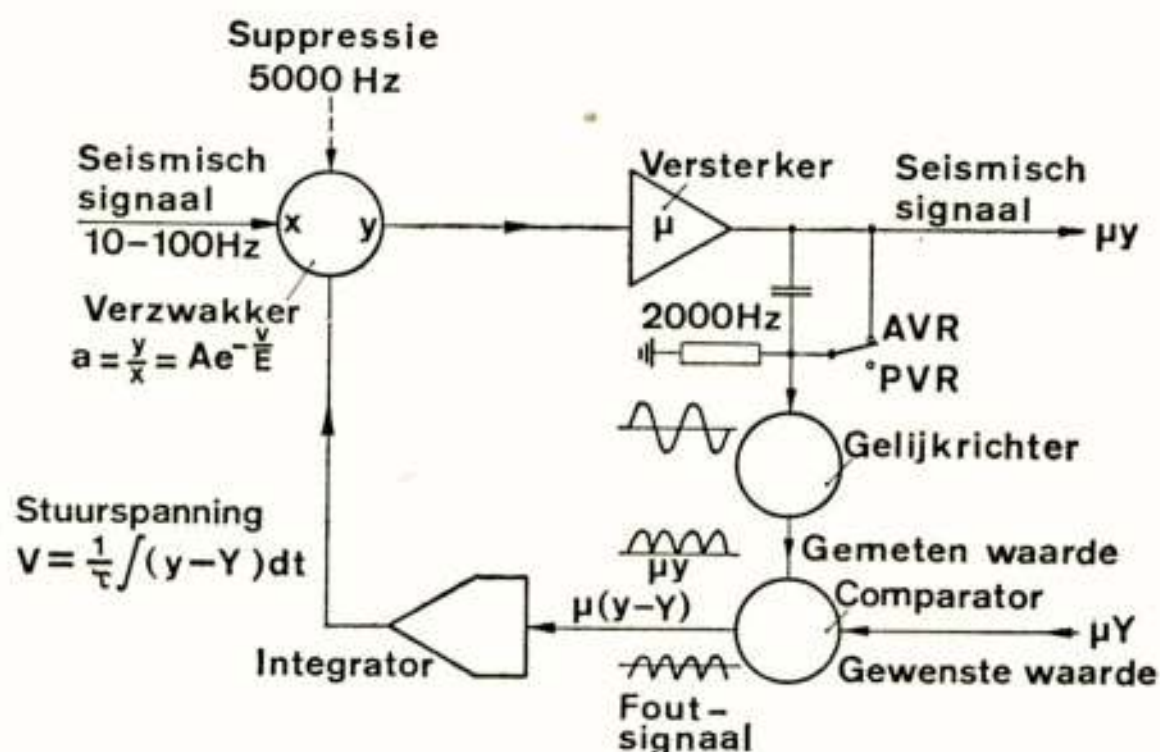 Suppressie
5000 Hz
Seismisch
signaal
10-100Hz
x y
Verzwakker
a = y/x = Ae^-V/E
Versterker
μ
Seismisch
signaal
μy
2000Hz
AVR
°PVR
Gelijkrichter
Stuurspanning
V = 1/τ ∫(y-Y)dt
Gemeten waarde
μy
Comparator
μ(y-Y)
μY
Integrator
Gewenste waarde
Fout-
signaal